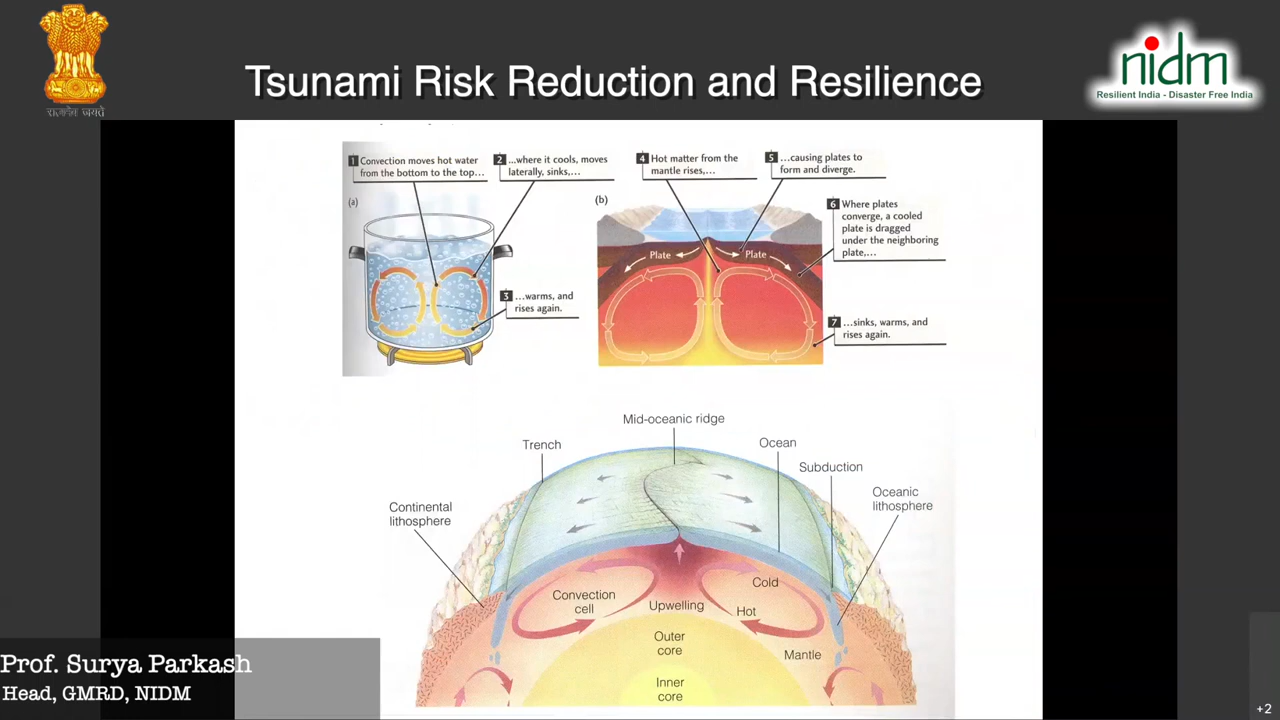 सत्यमेव जयते
Tsunami Risk Reduction and Resilience
nidm
Resilient India - Disaster Free India
1 Convection moves hot water
from the bottom to the top...
2 ...where it cools, moves
laterally, sinks,...
4 Hot matter from the
mantle rises,...
5 ...causing plates to
form and diverge.
(a)
(b)
6 Where plates
converge, a cooled
plate is dragged
under the neighboring
plate,...
Plate
Plate
3 ...warms, and
rises again.
7 ...sinks, warms, and
rises again.
Mid-oceanic ridge
Trench
Ocean
Subduction
Oceanic
lithosphere
Continental
lithosphere
Convection
cell
Upwelling
Cold
Hot
Outer
core
Mantle
Inner
core
Prof. Surya Parkash
Head, GMRD, NIDM
+2